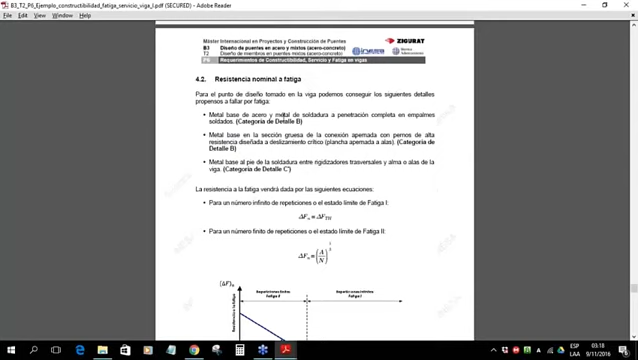 B3_T2_P6_Ejemplo_constructibilidad_fatiga_servicio_viga_I.pdf (SECURED) - Adobe Reader
File Edit View Window Help
Máster Internacional en Proyectos y Construcción de Puentes
ZIGURAT
B3 Diseño de puentes en acero y mixtos (acero-concreto)
T2 Diseño de miembros en puentes mixtos (acero-concreto)
P6 Requerimientos de Constructibilidad, Servicio y Fatiga en vigas
4.2. Resistencia nominal a fatiga
Para el punto de diseño tomado en la viga podemos conseguir los siguientes detalles
propensos a fallar por fatiga:
• Metal base de acero y metal de soldadura a penetración completa en empalmes
soldados. (Categoría de Detalle B)
• Metal base en la sección gruesa de la conexión apernada con pernos de alta
resistencia diseñada a deslizamiento crítico (plancha apernada a alas). (Categoría de
Detalle B)
• Metal base al pie de la soldadura entre rigidizadores trasversales y alma o alas de la
viga. (Categoría de Detalle C')
La resistencia a la fatiga vendrá dada por las siguientes ecuaciones:
• Para un número infinito de repeticiones o el estado límite de Fatiga I:
ΔFₙ = ΔF_TH
• Para un número finito de repeticiones o el estado límite de Fatiga II:
ΔFₙ = (A/N)^(1/3)
(ΔF)ₙ
Resistencia a la fatiga
Fatiga II
Fatiga I
ESP
LAA
03:18
9/11/2016